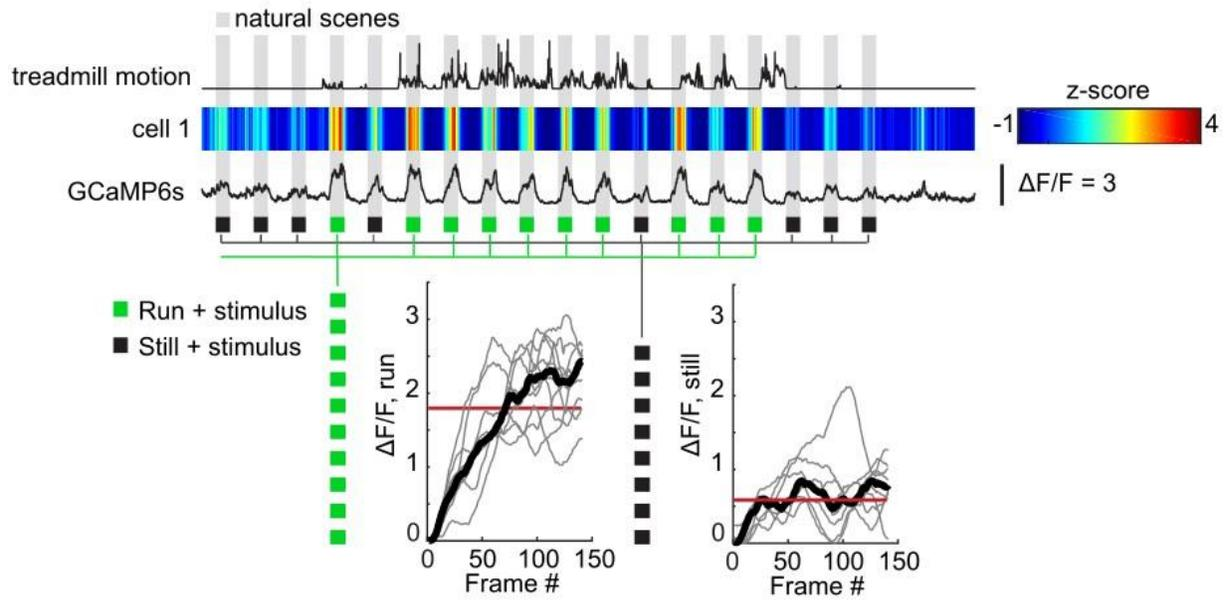 natural scenes
treadmill motion
z-score
cell 1
-1
4
GCaMP6s
ΔF/F = 3
Run + stimulus
Still + stimulus
ΔF/F, run
3
2
1
0
0 50 100 150
Frame #
ΔF/F, still
3
2
1
0
0 50 100 150
Frame #